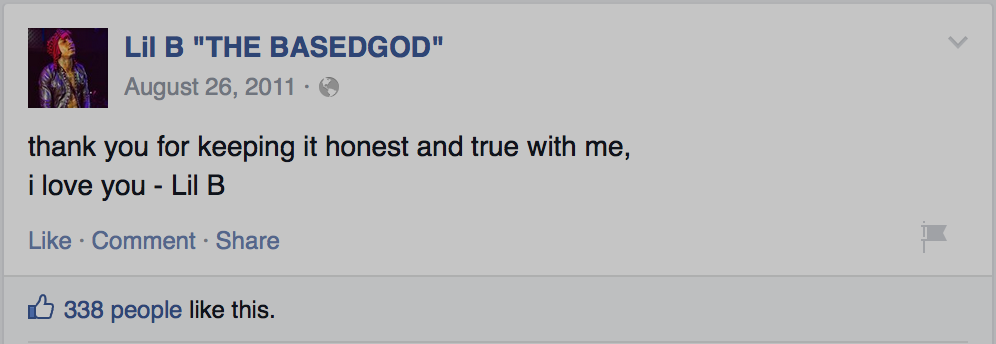 Lil B "THE BASEDGOD"
August 26, 2011 ·
thank you for keeping it honest and true with me,
i love you - Lil B
Like · Comment · Share
338 people like this.